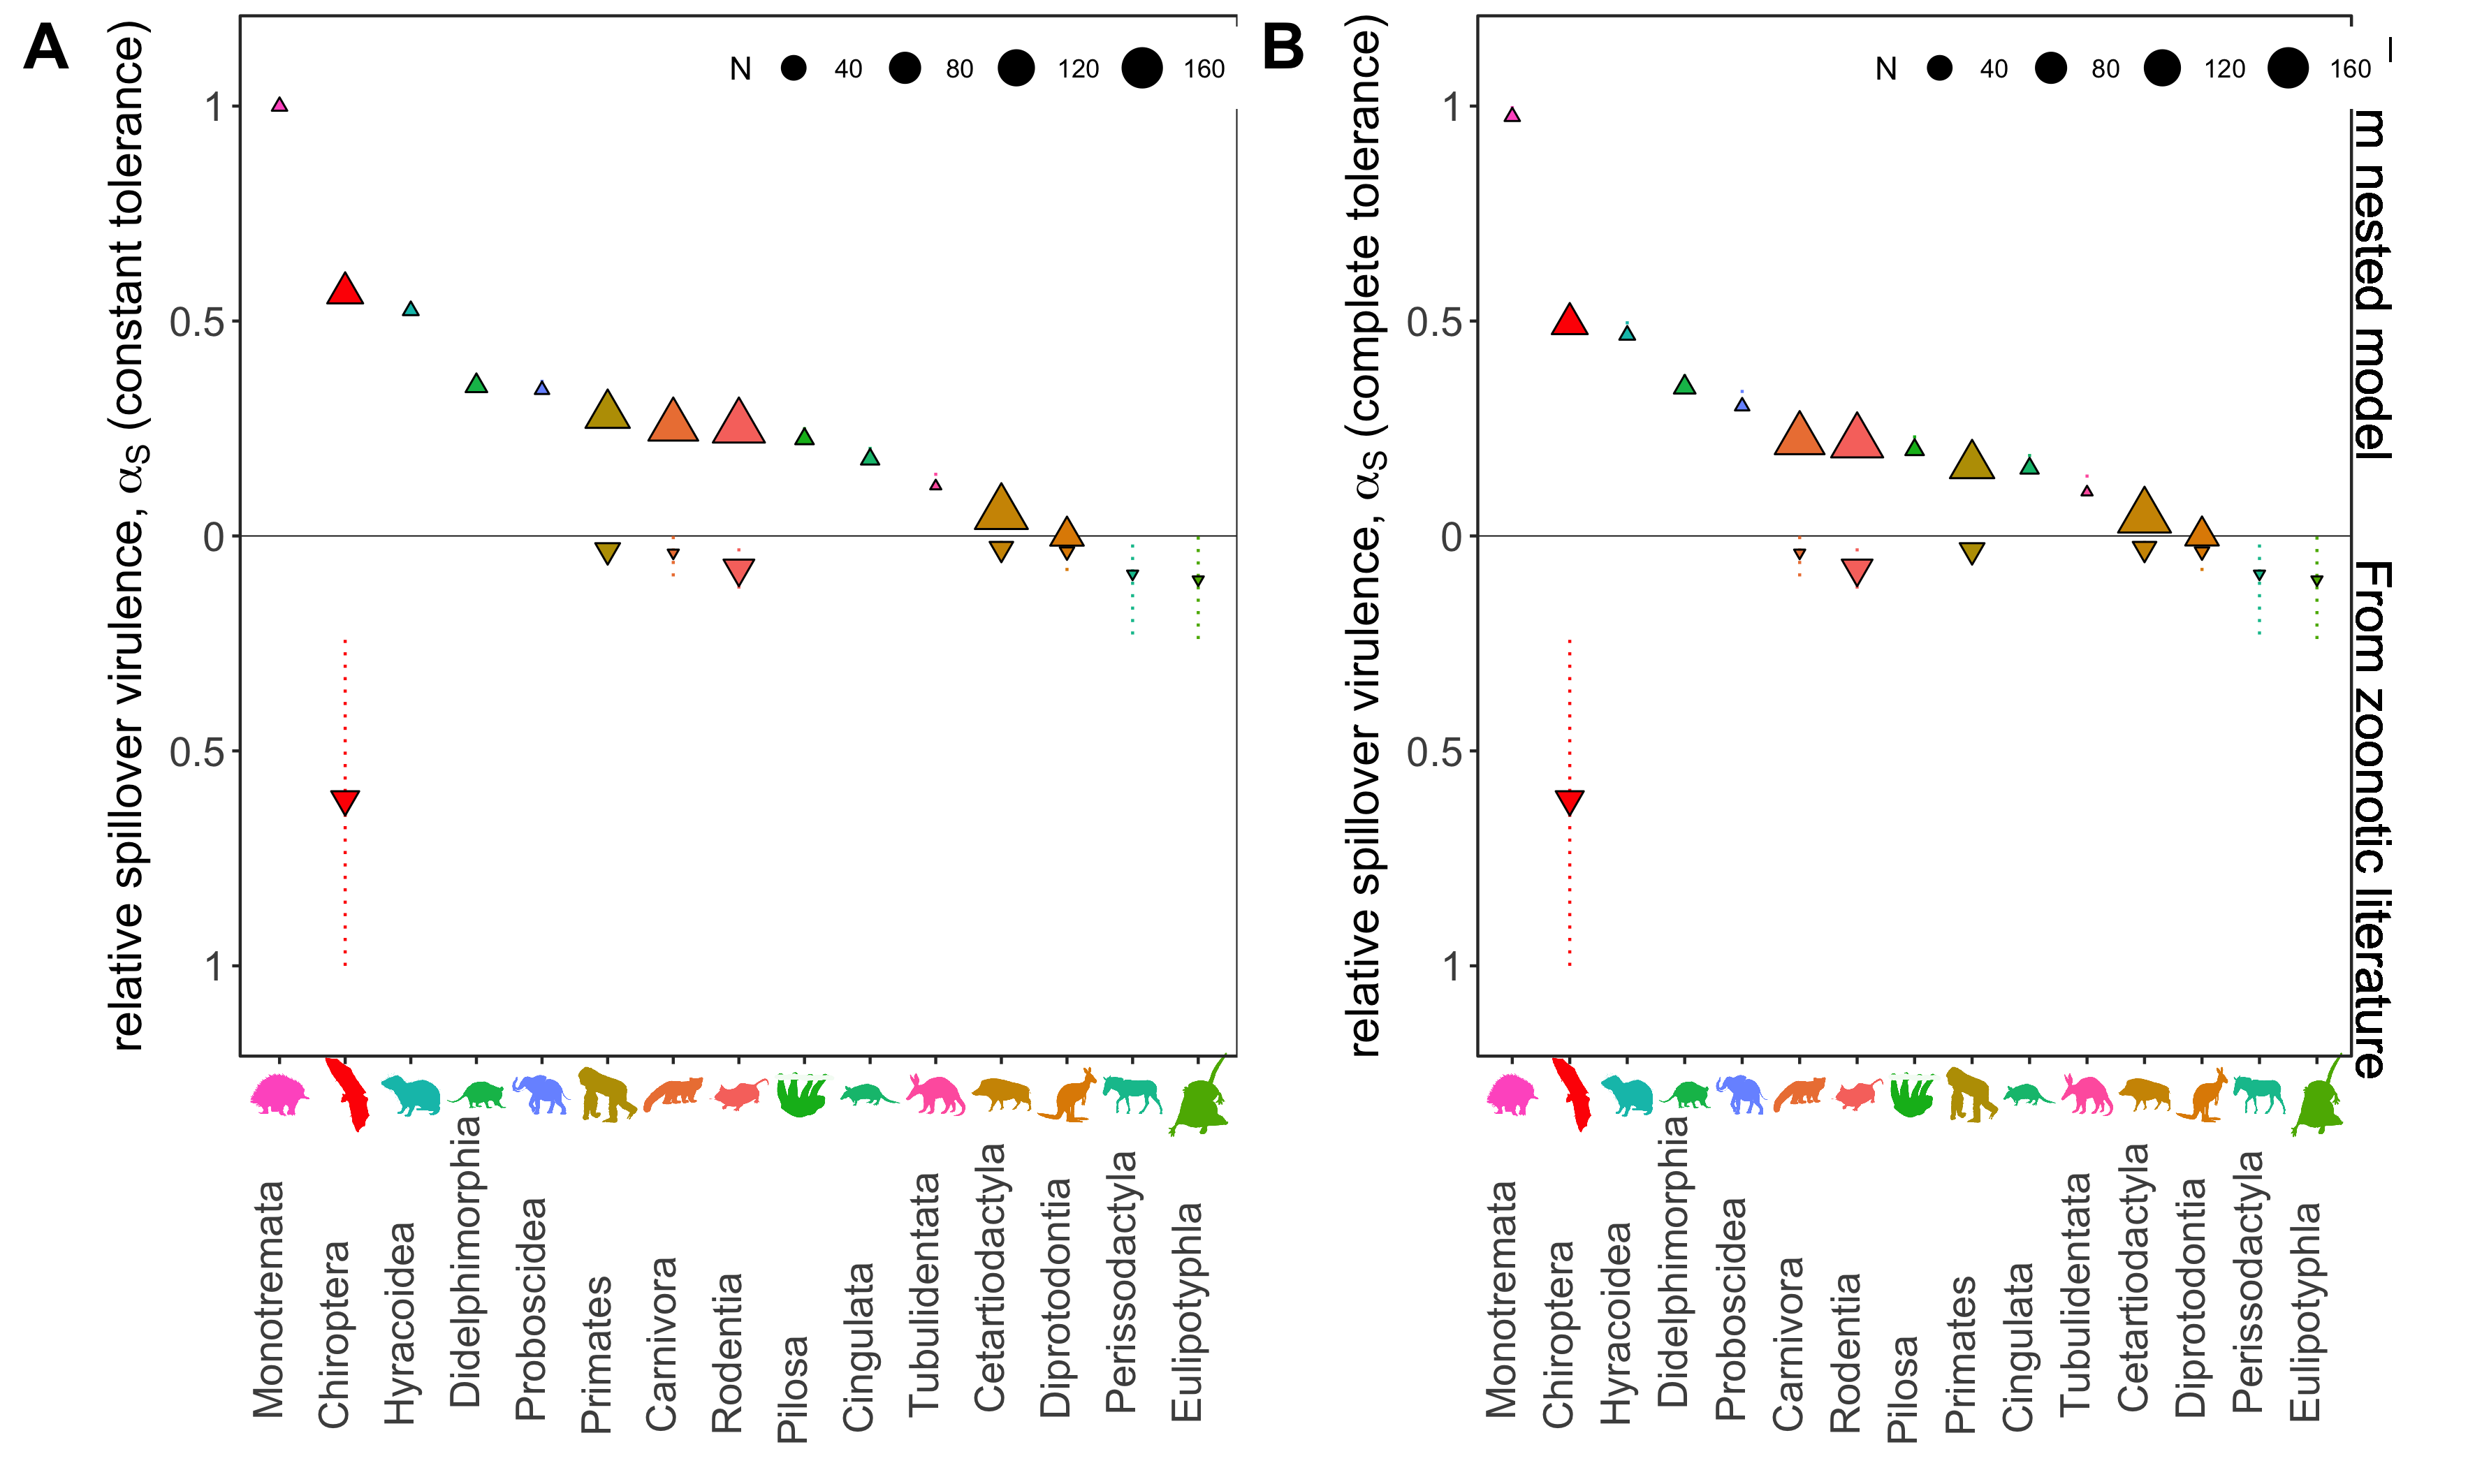 A
relative spillover virulence, αS (constant tolerance)
N 40 80 120 160
1
0.5
0
0.5
1
Monotremata
Chiroptera
Hyracoidea
Didelphimorphia
Proboscidea
Primates
Carnivora
Rodentia
Pilosa
Cingulata
Tubulidentata
Cetartiodactyla
Diprotodontia
Perissodactyla
Eulipotyphla
B
relative spillover virulence, αS (complete tolerance)
N 40 80 120 160
1
0.5
0
0.5
1
Monotremata
Chiroptera
Hyracoidea
Didelphimorphia
Proboscidea
Carnivora
Rodentia
Pilosa
Primates
Cingulata
Tubulidentata
Cetartiodactyla
Diprotodontia
Perissodactyla
Eulipotyphla
m nested model
From zoonotic literature